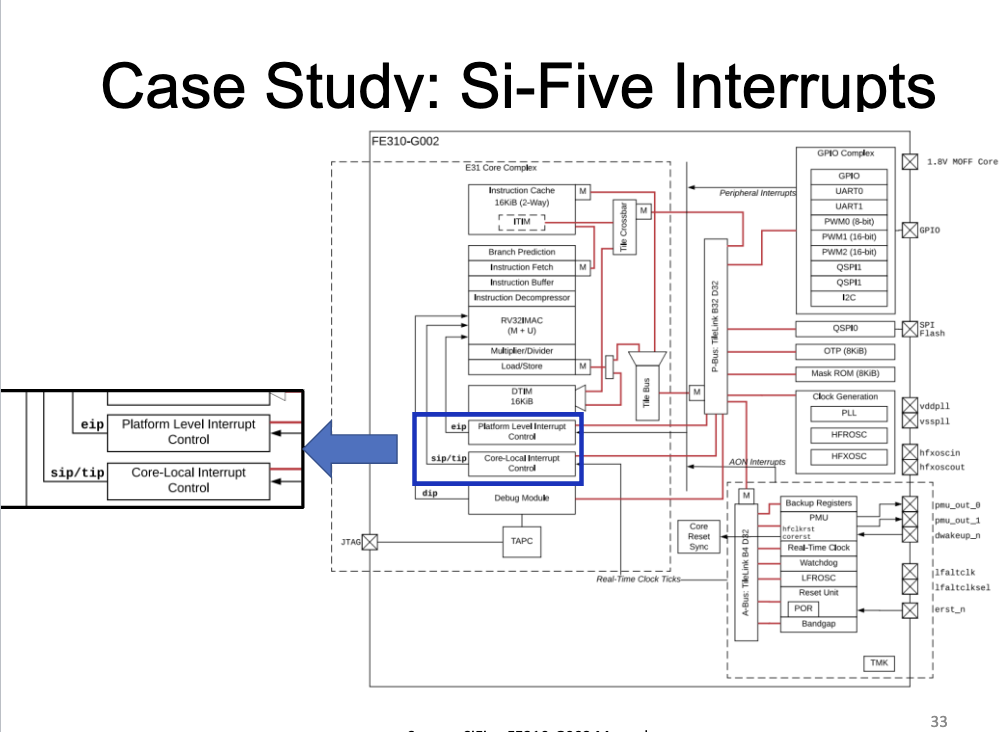 Case Study: Si-Five Interrupts
FE310-G002
E31 Core Complex
Instruction Cache
16KiB (2-Way)
ITIM
M
Branch Prediction
Instruction Fetch
M
Instruction Buffer
Instruction Decompressor
RV32IMAC
(M + U)
Multiplier/Divider
Load/Store
M
DTIM
16KiB
eip
Platform Level Interrupt
Control
sip/tip
Core-Local Interrupt
Control
dip
Debug Module
TAPC
JTAG
Tile Crossbar
M
Tile Bus
M
P-Bus: TileLink B32 D32
Peripheral Interrupts
GPIO Complex
GPIO
UART0
UART1
PWM0 (8-bit)
PWM1 (16-bit)
PWM2 (16-bit)
QSPI1
QSPI1
I2C
QSPI0
OTP (8KiB)
Mask ROM (8KiB)
Clock Generation
PLL
HFROSC
HFXOSC
1.8V MOFF Core
GPIO
SPI
Flash
vddpll
vsspll
hfxoscin
hfxoscout
AON Interrupts
M
A-Bus: TileLink B4 D32
Core
Reset
Sync
Real-Time Clock Ticks
Backup Registers
PMU
hfclkrst
corerst
Real-Time Clock
Watchdog
LFROSC
Reset Unit
POR
Bandgap
TMK
pmu_out_0
pmu_out_1
dwakeup_n
lfaltclk
lfaltclksel
erst_n
eip
Platform Level Interrupt
Control
sip/tip
Core-Local Interrupt
Control
33